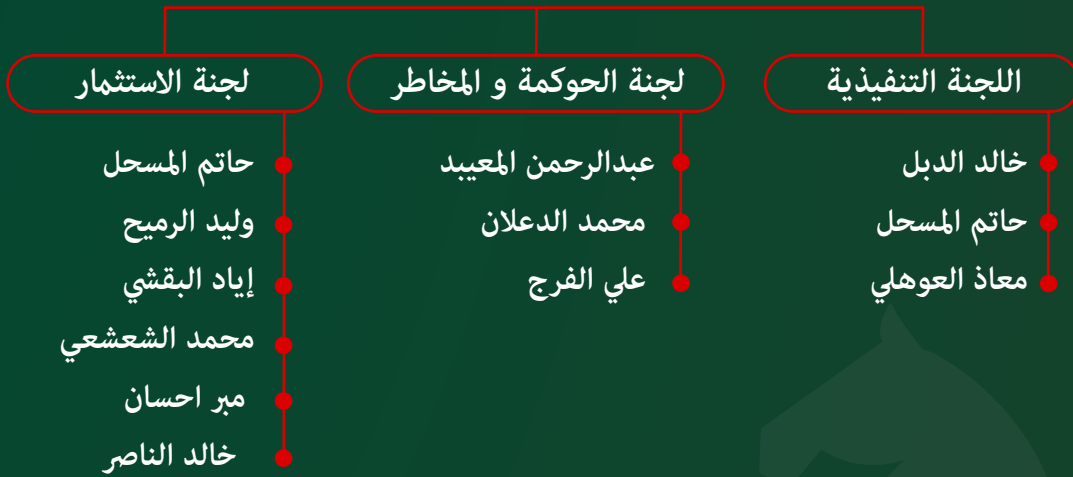 اللجنة التنفيذية
خالد الدبل
حاتم المسحل
معاذ العوهلي
لجنة الحوكمة و المخاطر
عبدالرحمن المعيبد
محمد الدعلان
علي الفرج
لجنة الاستثمار
حاتم المسحل
وليد الرميح
إياد البقشي
محمد الشعشعي
مبر احسان
خالد الناصر